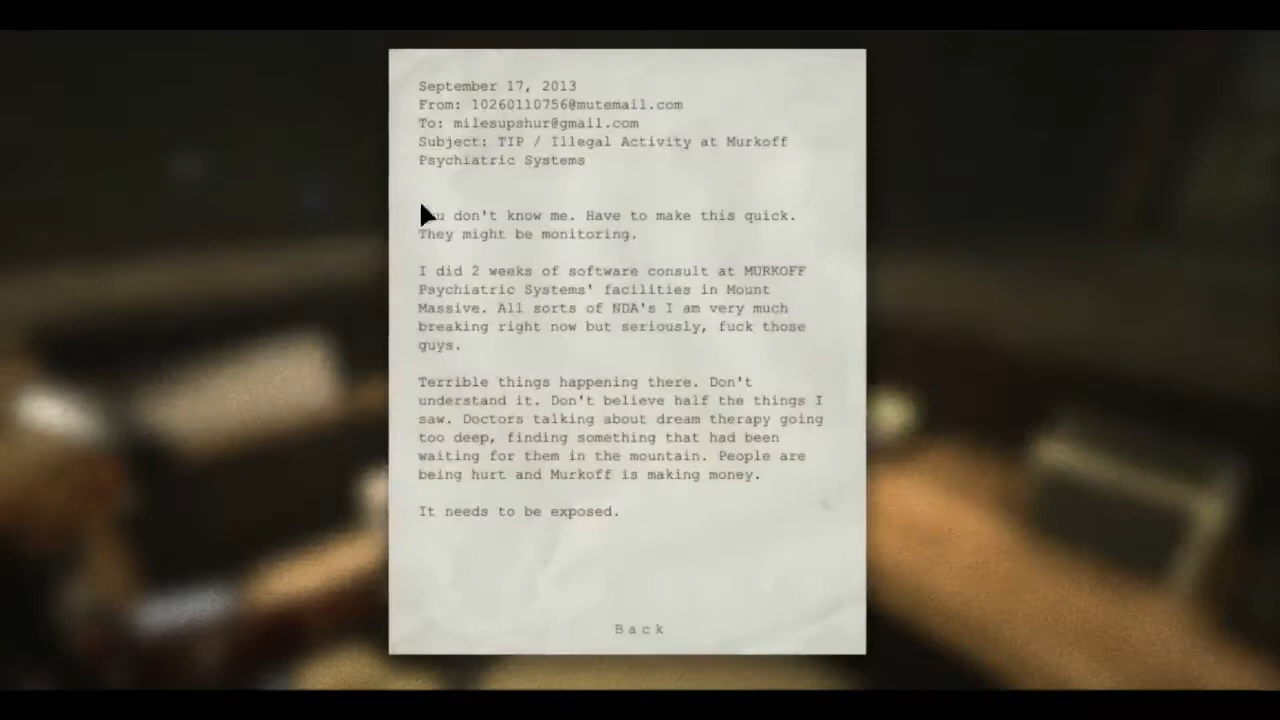 September 17, 2013
From: 10260110756@mutemail.com
To: milesupshur@gmail.com
Subject: TIP / Illegal Activity at Murkoff
Psychiatric Systems
don't know me. Have to make this quick.
They might be monitoring.
I did 2 weeks of software consult at MURKOFF
Psychiatric Systems' facilities in Mount
Massive. All sorts of NDA's I am very much
breaking right now but seriously, fuck those
guys.
Terrible things happening there. Don't
understand it. Don't believe half the things I
saw. Doctors talking about dream therapy going
too deep, finding something that had been
waiting for them in the mountain. People are
being hurt and Murkoff is making money.
It needs to be exposed.
Back